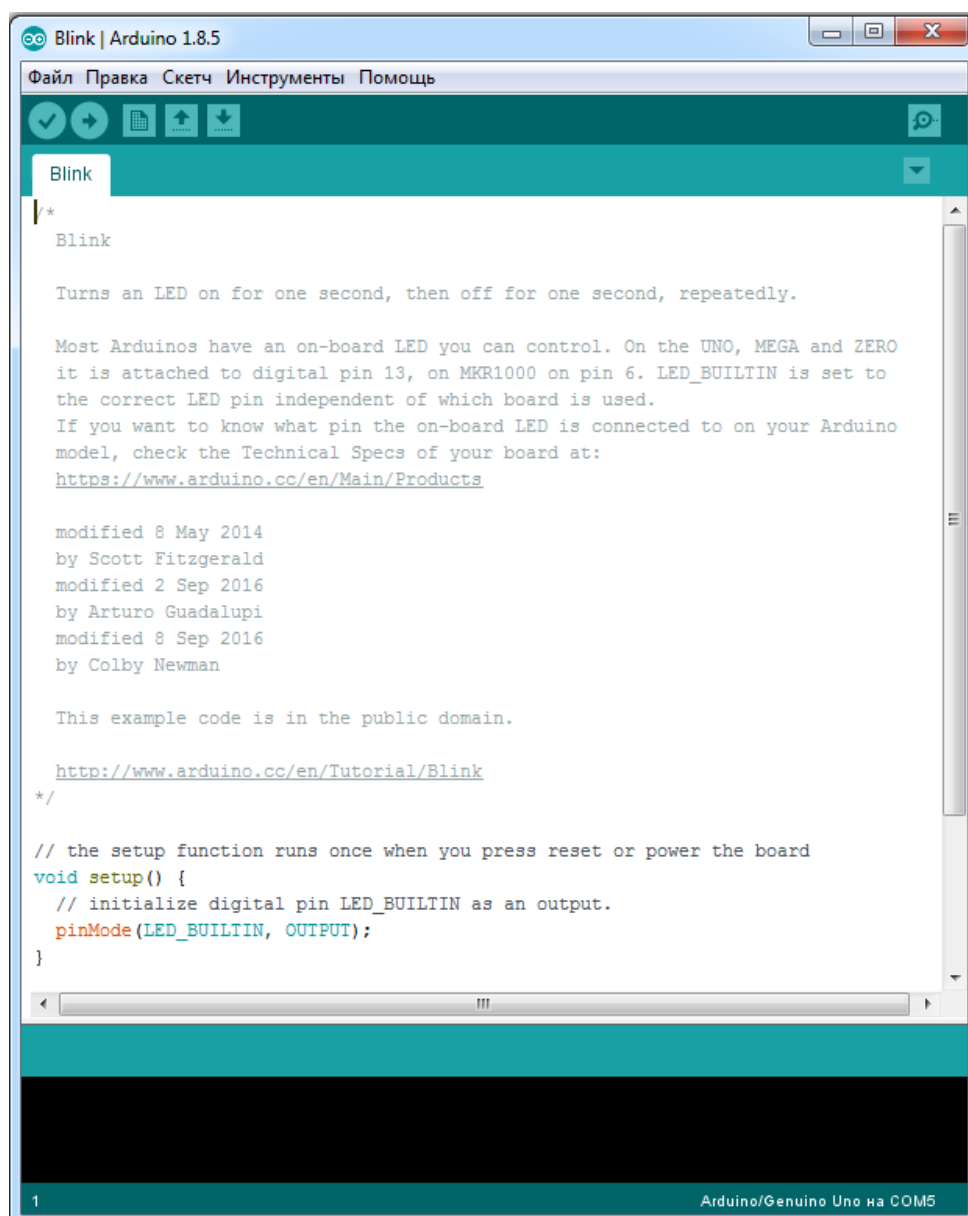 Blink | Arduino 1.8.5
Файл Правка Скетч Инструменты Помощь
Blink
/*
  Blink

  Turns an LED on for one second, then off for one second, repeatedly.

  Most Arduinos have an on-board LED you can control. On the UNO, MEGA and ZERO
  it is attached to digital pin 13, on MKR1000 on pin 6. LED_BUILTIN is set to
  the correct LED pin independent of which board is used.
  If you want to know what pin the on-board LED is connected to on your Arduino
  model, check the Technical Specs of your board at:
  https://www.arduino.cc/en/Main/Products

  modified 8 May 2014
  by Scott Fitzgerald
  modified 2 Sep 2016
  by Arturo Guadalupi
  modified 8 Sep 2016
  by Colby Newman

  This example code is in the public domain.

  http://www.arduino.cc/en/Tutorial/Blink
*/

// the setup function runs once when you press reset or power the board
void setup() {
  // initialize digital pin LED_BUILTIN as an output.
  pinMode(LED_BUILTIN, OUTPUT);
}
1 Arduino/Genuino Uno на COM5